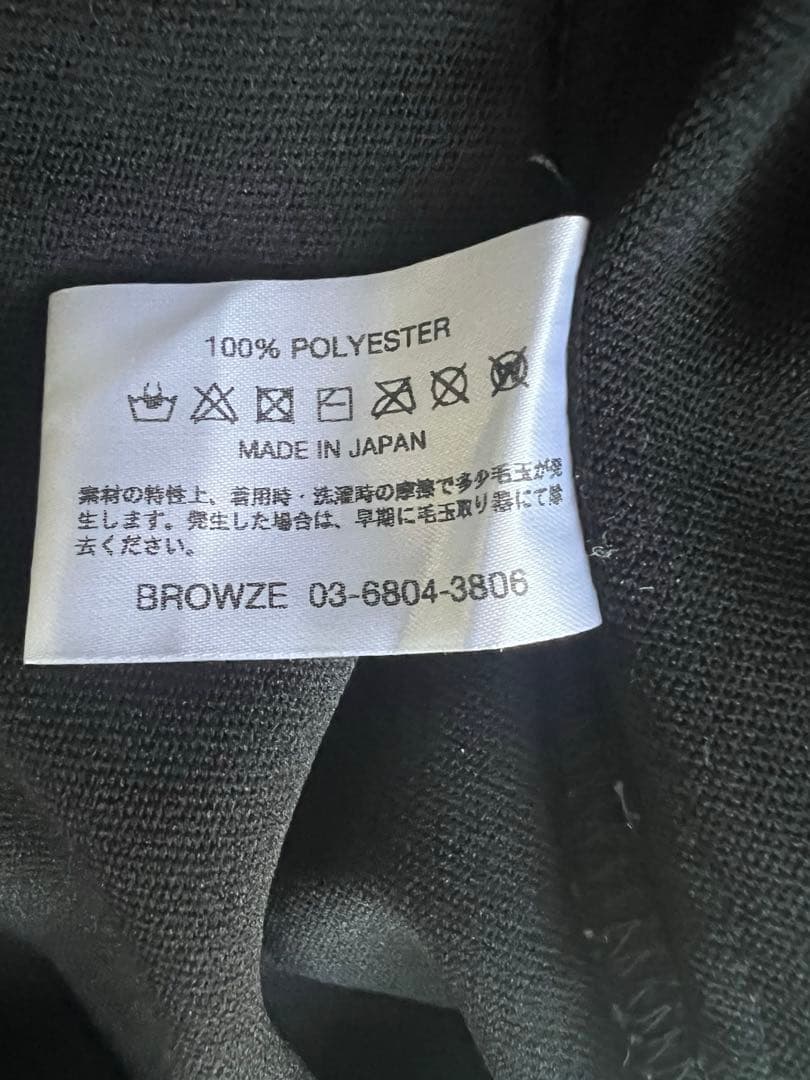 100% POLYESTER
MADE IN JAPAN
素材の特性上、着用時・洗濯時の摩擦で多少毛玉が発
生します。発生した場合は、早期に毛玉取り器にて除
去ください。
BROWZE 03-6804-3806